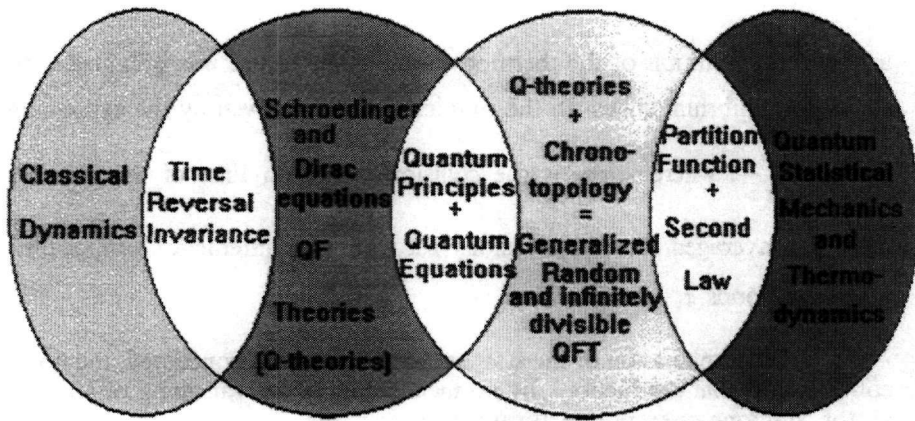 Classical
Dynamics
Time
Reversal
Invariance
Schroedinger
and
Dirac
equations
QF
Theories
[Q-theories]
Quantum
Principles
+
Quantum
Equations
Q-theories
+
Chrono-
topology
=
Generalized
Random
and infinitely
divisible
QFT
Partition
Function
+
Second
Law
Quantum
Statistical
Mechanics
and
Thermo-
dynamics